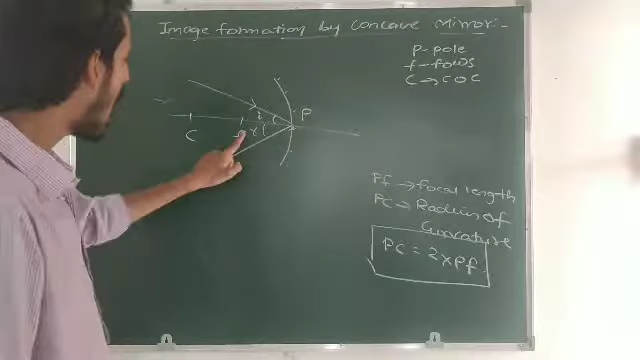 Image formation by Concave Mirror:-
P - pole
f - focus
C → COC
i
P
C
r
Pf → focal length
PC → Radius of
Curvature
PC = 2 x Pf